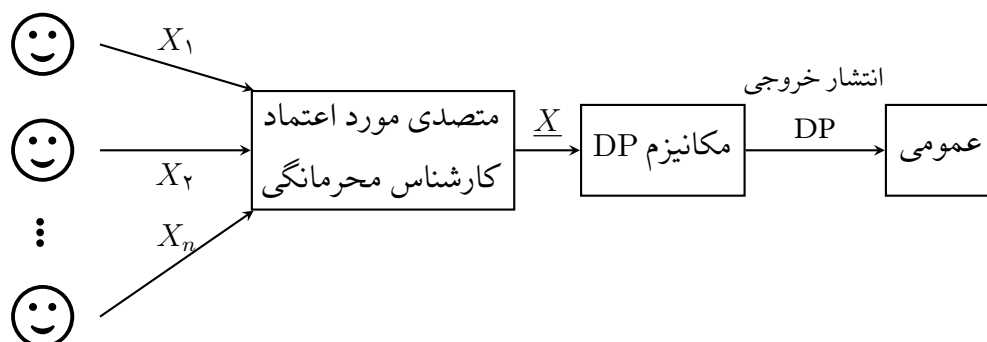 X۱
X۲
Xn
متصدی مورد اعتماد
کارشناس محرمانگی
X
مکانیزم DP
انتشار خروجی
DP
عمومی